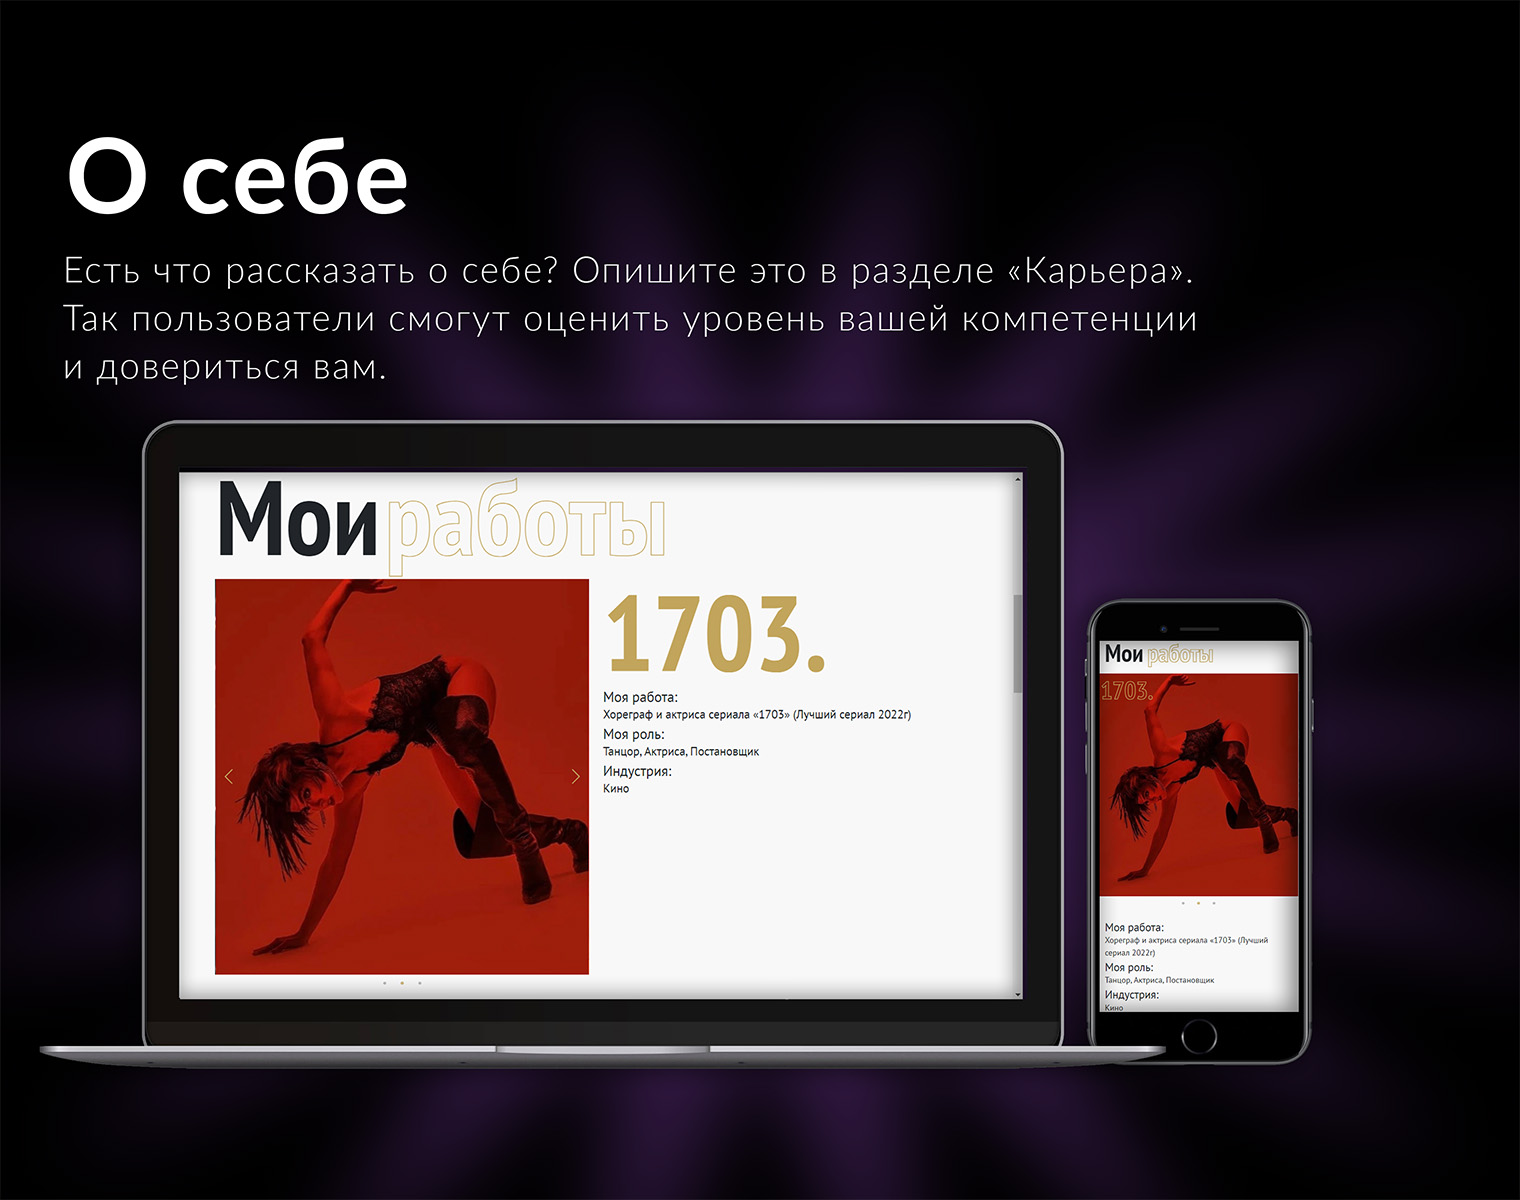 О себе
Есть что рассказать о себе? Опишите это в разделе «Карьера».
Так пользователи смогут оценить уровень вашей компетенции
и довериться вам.
Мои работы
1703.
Моя работа:
Хореграф и актриса сериала «1703» (Лучший сериал 2022г)
Моя роль:
Танцор, Актриса, Постановщик
Индустрия:
Кино
Мои работы
1703.
Моя работа:
Хореграф и актриса сериала «1703» (Лучший
сериал 2022г)
Моя роль:
Танцор, Актриса, Постановщик
Индустрия:
Кино